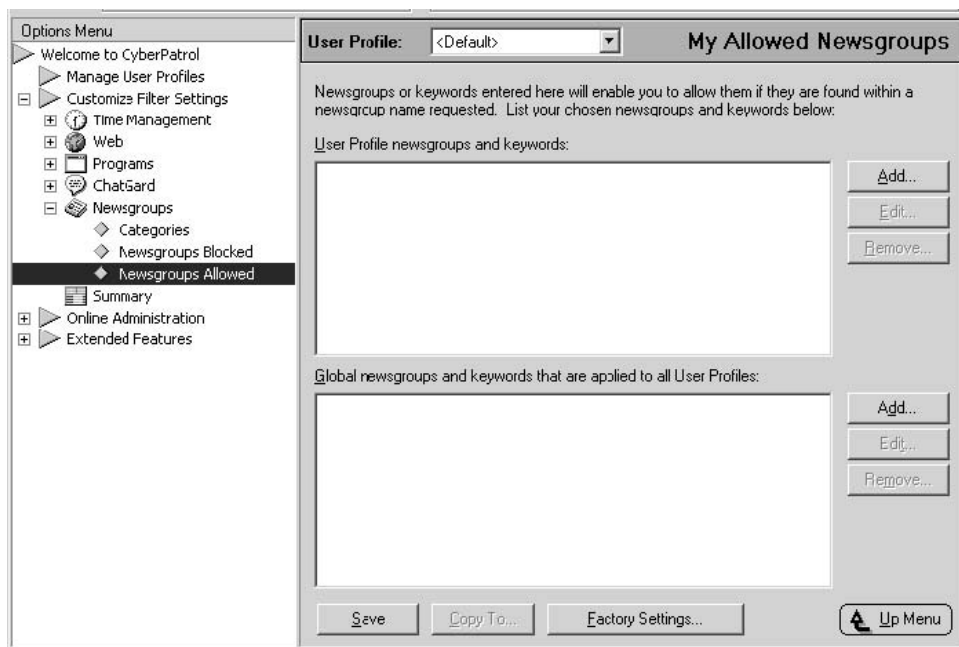 Options Menu
Welcome to CyberPatrol
Manage User Profiles
Customize Filter Settings
Time Management
Web
Programs
ChatGard
Newsgroups
Categories
Newsgroups Blocked
Newsgroups Allowed
Summary
Online Administration
Extended Features
User Profile: <Default> My Allowed Newsgroups
Newsgroups or keywords entered here will enable you to allow them if they are found within a
newsgroup name requested. List your chosen newsgroups and keywords below:
User Profile newsgroups and keywords:
Add...
Edit...
Remove...
Global newsgroups and keywords that are applied to all User Profiles:
Add...
Edit...
Remove...
Save Copy To... Factory Settings... Up Menu